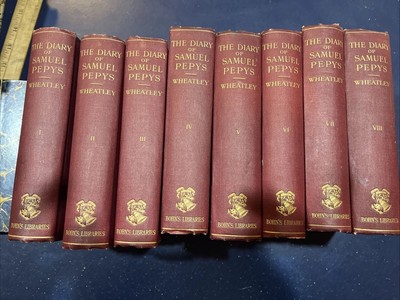 THE DIARY
OF
SAMUEL
PEPYS
WHEATLEY
I
BOHN'S LIBRARIES
THE DIARY
OF
SAMUEL
PEPYS
WHEATLEY
II
BOHN'S LIBRARIES
THE DIARY
OF
SAMUEL
PEPYS
WHEATLEY
III
BOHN'S LIBRARIES
THE DIARY
OF
SAMUEL
PEPYS
WHEATLEY
IV
BOHN'S LIBRARIES
THE DIARY
OF
SAMUEL
PEPYS
WHEATLEY
V
BOHN'S LIBRARIES
THE DIARY
OF
SAMUEL
PEPYS
WHEATLEY
VI
BOHN'S LIBRARIES
THE DIARY
OF
SAMUEL
PEPYS
WHEATLEY
VII
BOHN'S LIBRARIES
THE DIARY
OF
SAMUEL
PEPYS
WHEATLEY
VIII
BOHN'S LIBRARIES